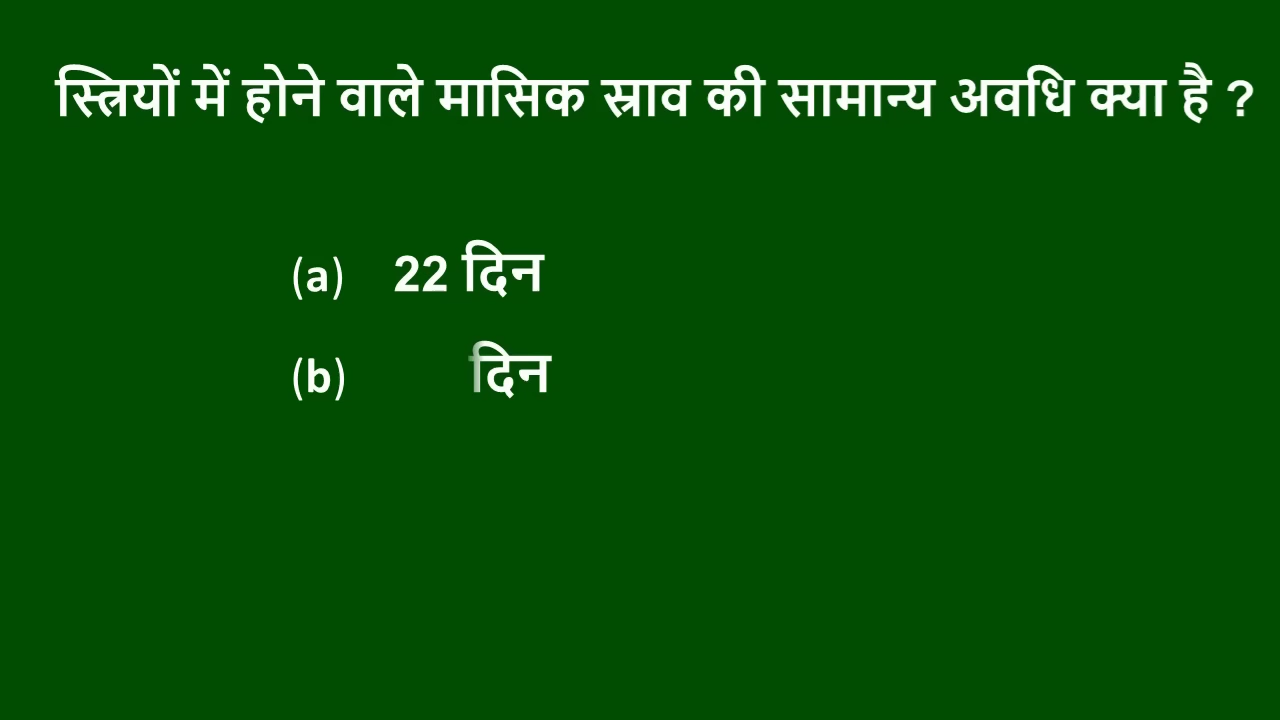 स्त्रियों में होने वाले मासिक स्राव की सामान्य अवधि क्या है ?
(a) 22 दिन
(b) दिन